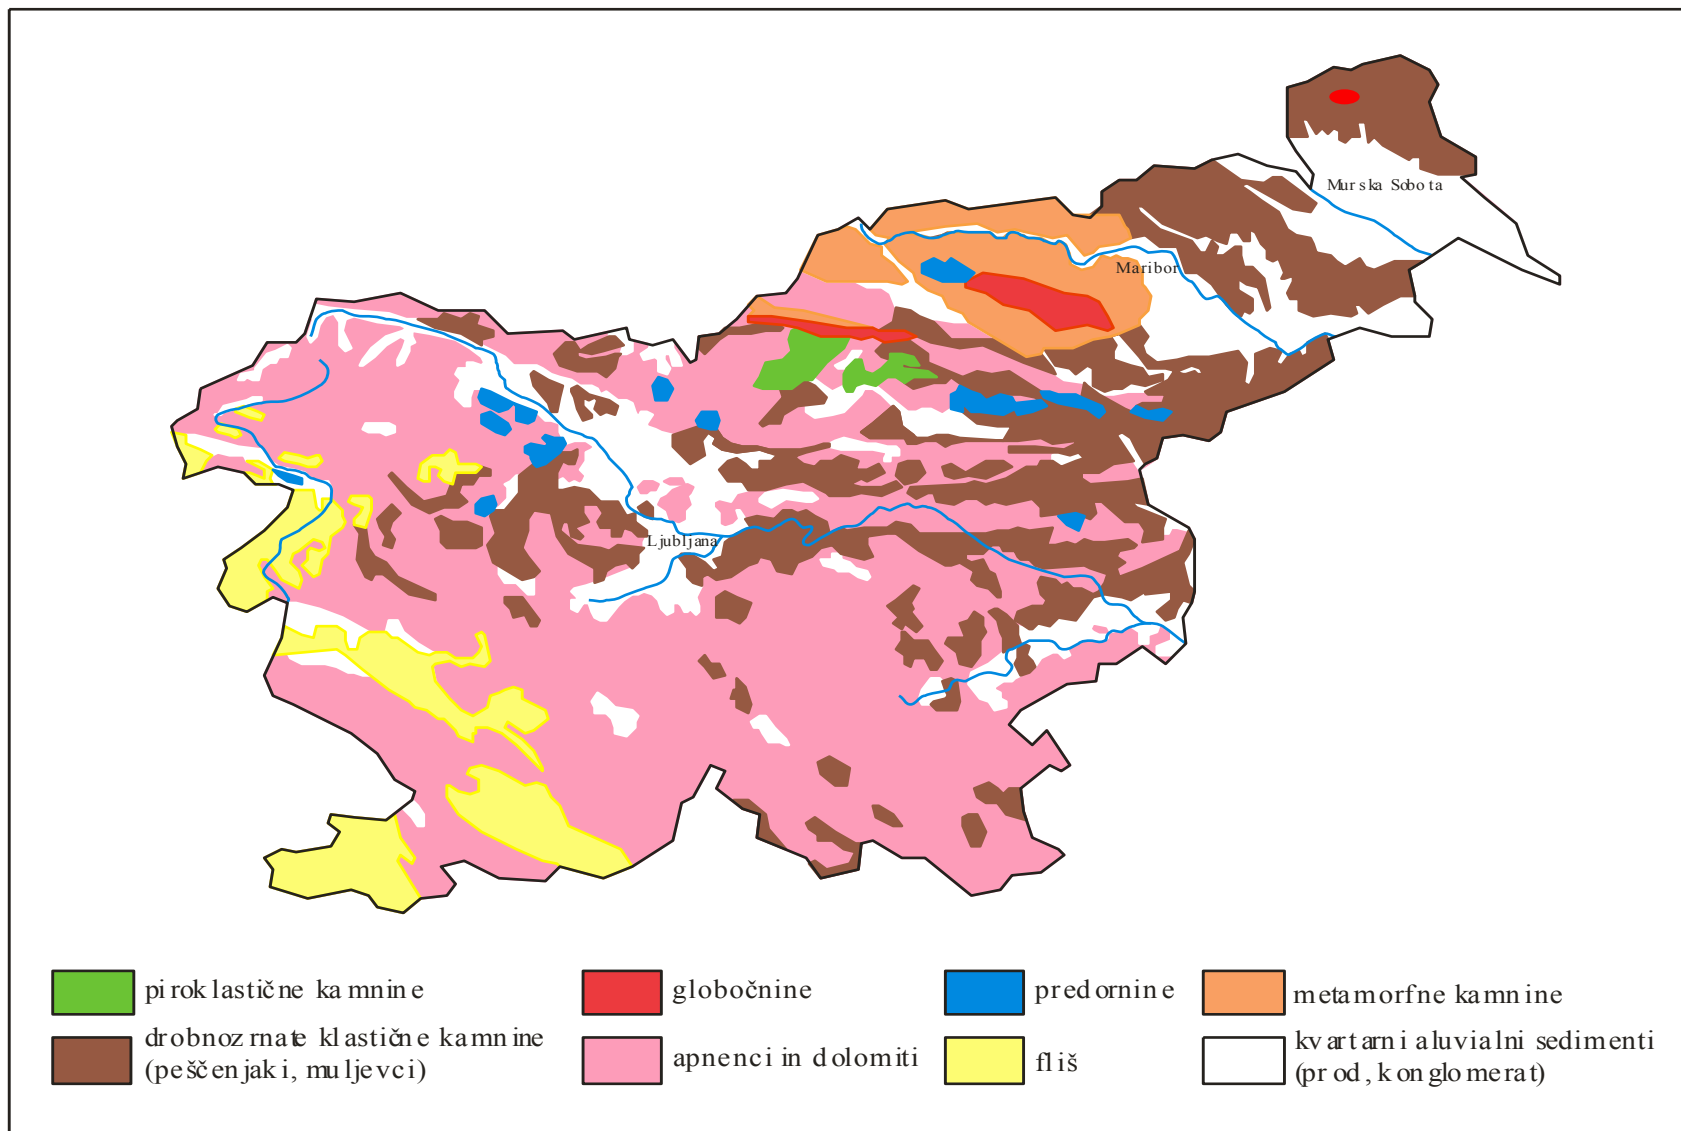 Murska Sobota
Maribor
Ljubljana
piroklastične kamnine
globočnine
predornine
metamorfne kamnine
drobnozrnate klastične kamnine
(peščenjaki, muljevci)
apnenci in dolomiti
fliš
kvartarni aluvialni sedimenti
(prod, konglomerat)